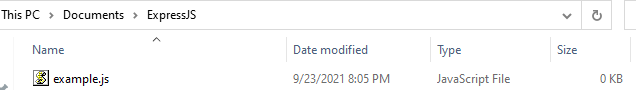 This PC > Documents > ExpressJS
Name Date modified Type Size
example.js 9/23/2021 8:05 PM JavaScript File 0 KB